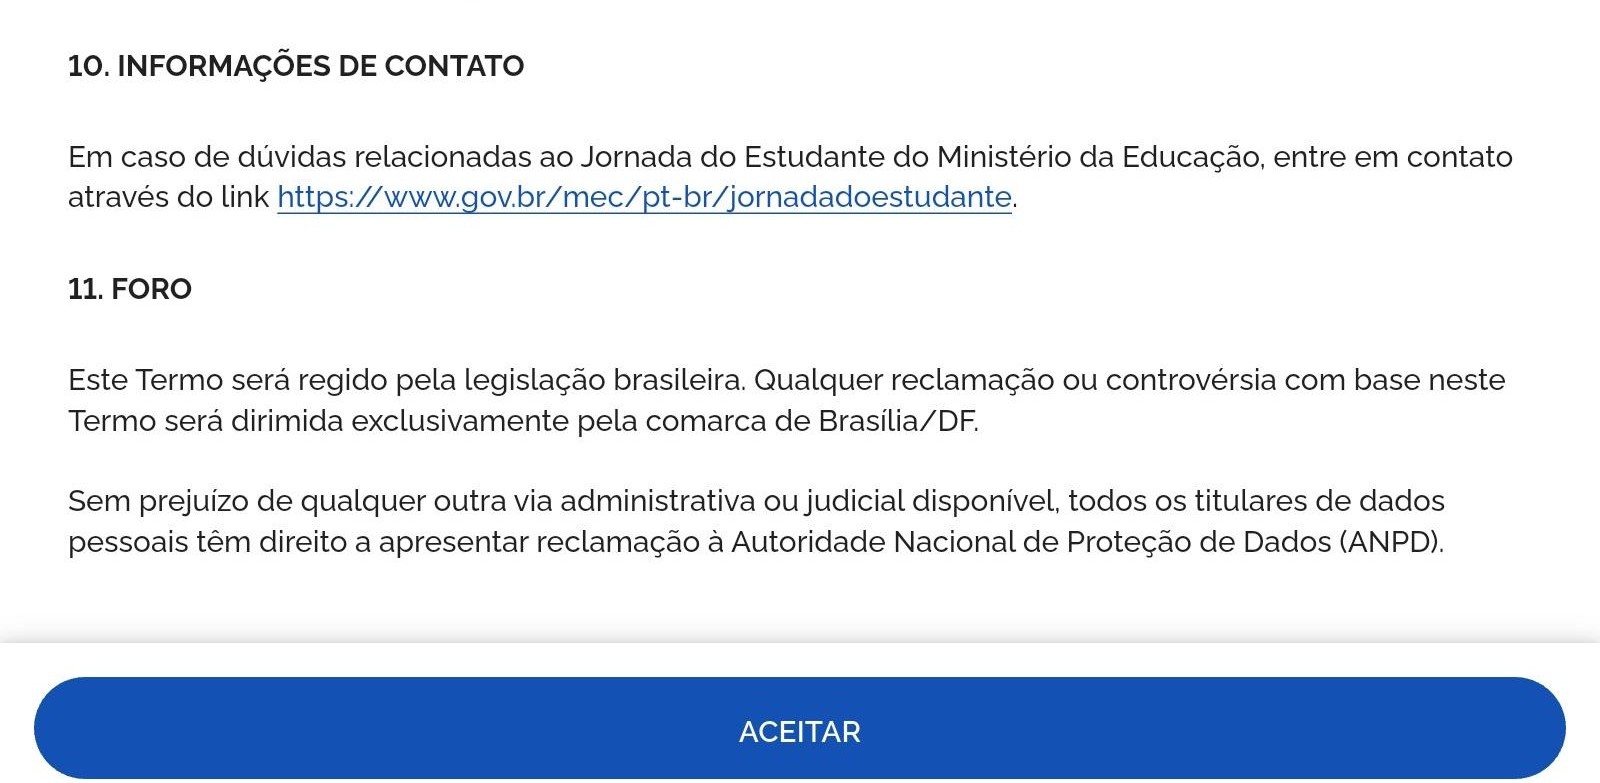 10. INFORMAÇÕES DE CONTATO
Em caso de dúvidas relacionadas ao Jornada do Estudante do Ministério da Educação, entre em contato
através do link https://www.gov.br/mec/pt-br/jornadadoestudante.
11. FORO
Este Termo será regido pela legislação brasileira. Qualquer reclamação ou controvérsia com base neste
Termo será dirimida exclusivamente pela comarca de Brasília/DF.
Sem prejuízo de qualquer outra via administrativa ou judicial disponível, todos os titulares de dados
pessoais têm direito a apresentar reclamação à Autoridade Nacional de Proteção de Dados (ANPD).
ACEITAR